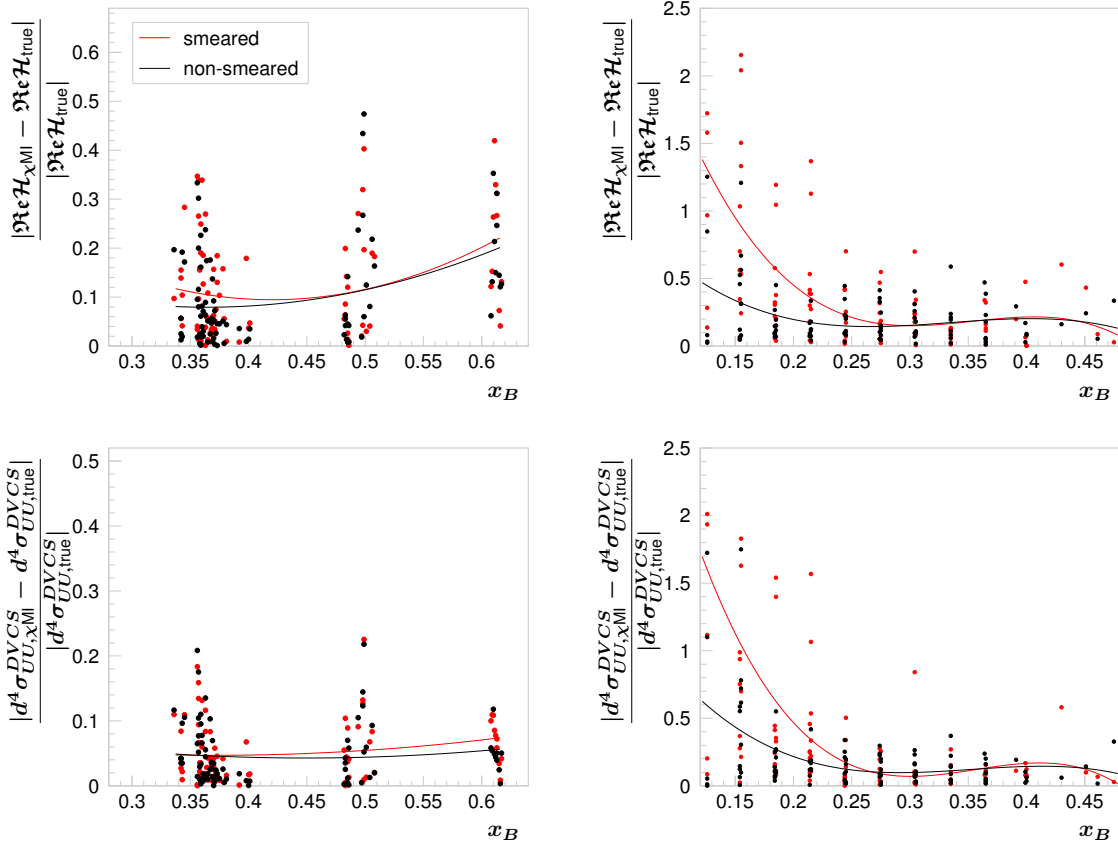 |ℜeℋ_χMI − ℜeℋ_true|
|ℜeℋ_true|
0.6
0.5
0.4
0.3
0.2
0.1
0
smeared
non-smeared
0.3 0.35 0.4 0.45 0.5 0.55 0.6
x_B
|ℜeℋ_χMI − ℜeℋ_true|
|ℜeℋ_true|
2.5
2
1.5
1
0.5
0
0.15 0.2 0.25 0.3 0.35 0.4 0.45
x_B
|d⁴σ^DVCS_UU,χMI − d⁴σ^DVCS_UU,true|
|d⁴σ^DVCS_UU,true|
0.5
0.4
0.3
0.2
0.1
0
0.3 0.35 0.4 0.45 0.5 0.55 0.6
x_B
|d⁴σ^DVCS_UU,χMI − d⁴σ^DVCS_UU,true|
|d⁴σ^DVCS_UU,true|
2.5
2
1.5
1
0.5
0
0.15 0.2 0.25 0.3 0.35 0.4 0.45
x_B